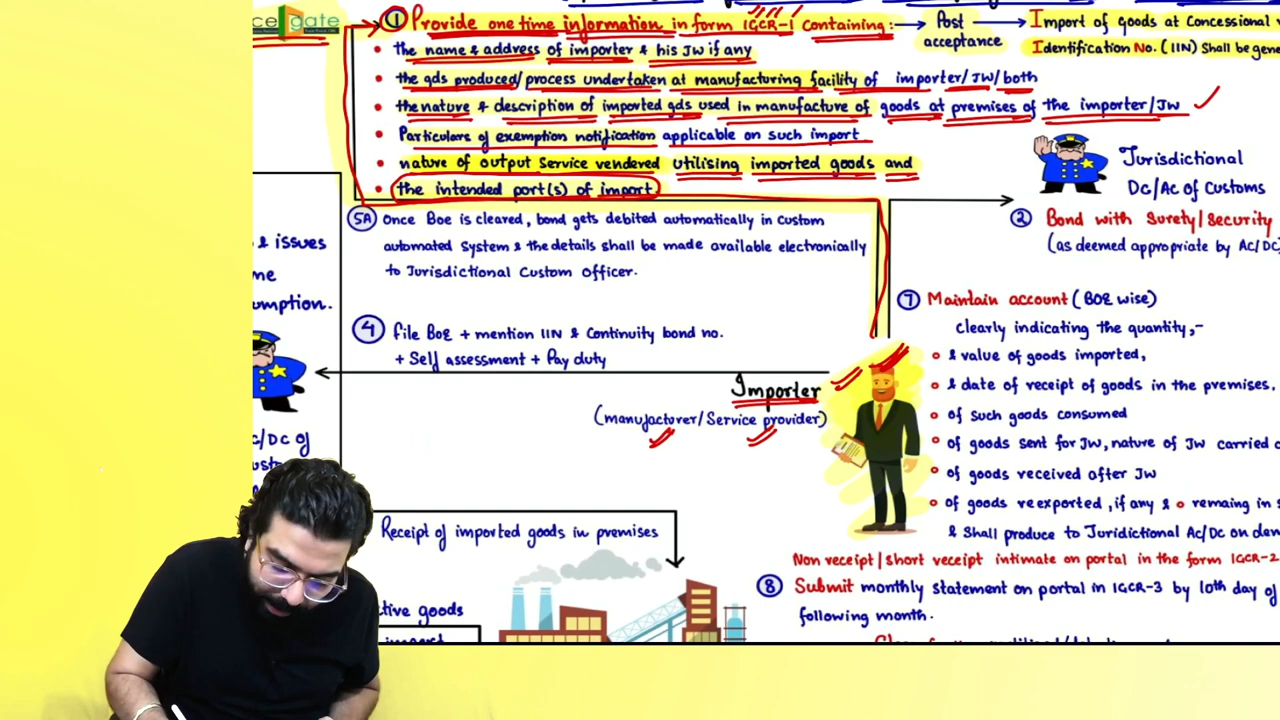 ce gate
① Provide one time information in form IGCR-1 containing:
• the name & address of importer & his JW if any
• the gds produced/process undertaken at manufacturing facility of importer/JW/both
• the nature & description of imported gds used in manufacture of goods at premises of the importer/JW
• Particulars of exemption notification applicable on such import
• nature of output Service vendered utilising imported goods and
• the intended port(s) of import
Post acceptance
Import of goods at Concessional
Identification No. (IIN) Shall be gene
Jurisdictional
DC/AC of Customs
② Bond with Surety/Security
(as deemed appropriate by AC/DC)
5A Once BoE is cleared, bond gets debited automatically in Custom
automated System & the details shall be made available electronically
to Jurisdictional Custom Officer.
& issues
me
umption.
④ File BoE + mention IIN & Continuity bond no.
+ Self assessment + Pay duty
C/DC of
Importer
(manufacturer/Service provider)
⑦ Maintain account (BOE wise)
Clearly indicating the quantity,-
& value of goods imported,
& date of receipt of goods in the premises,
of such goods consumed
of goods sent for JW, nature of JW carried
of goods received after JW
of goods reexported, if any & remaing in
& Shall produce to Juridictional AC/DC on dem
Non receipt/short receipt intimate on portal in the form IGCR-2
⑧ Submit monthly statement on portal in IGCR-3 by 10th day of
following month.
Receipt of imported goods in premises
ctive goods
import